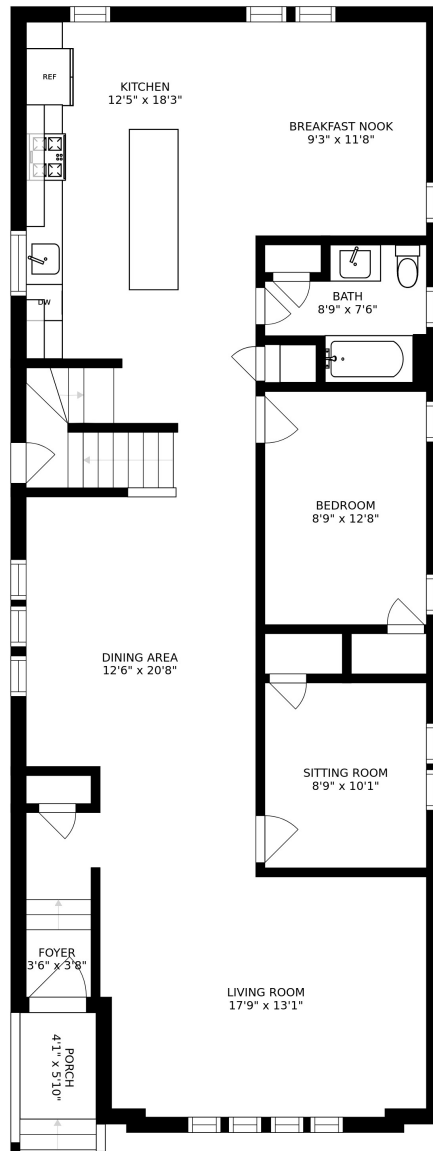 REF
KITCHEN
12'5" x 18'3"
BREAKFAST NOOK
9'3" x 11'8"
DW
BATH
8'9" x 7'6"
BEDROOM
8'9" x 12'8"
DINING AREA
12'6" x 20'8"
SITTING ROOM
8'9" x 10'1"
FOYER
3'6" x 3'8"
LIVING ROOM
17'9" x 13'1"
PORCH
4'1" x 5'10"